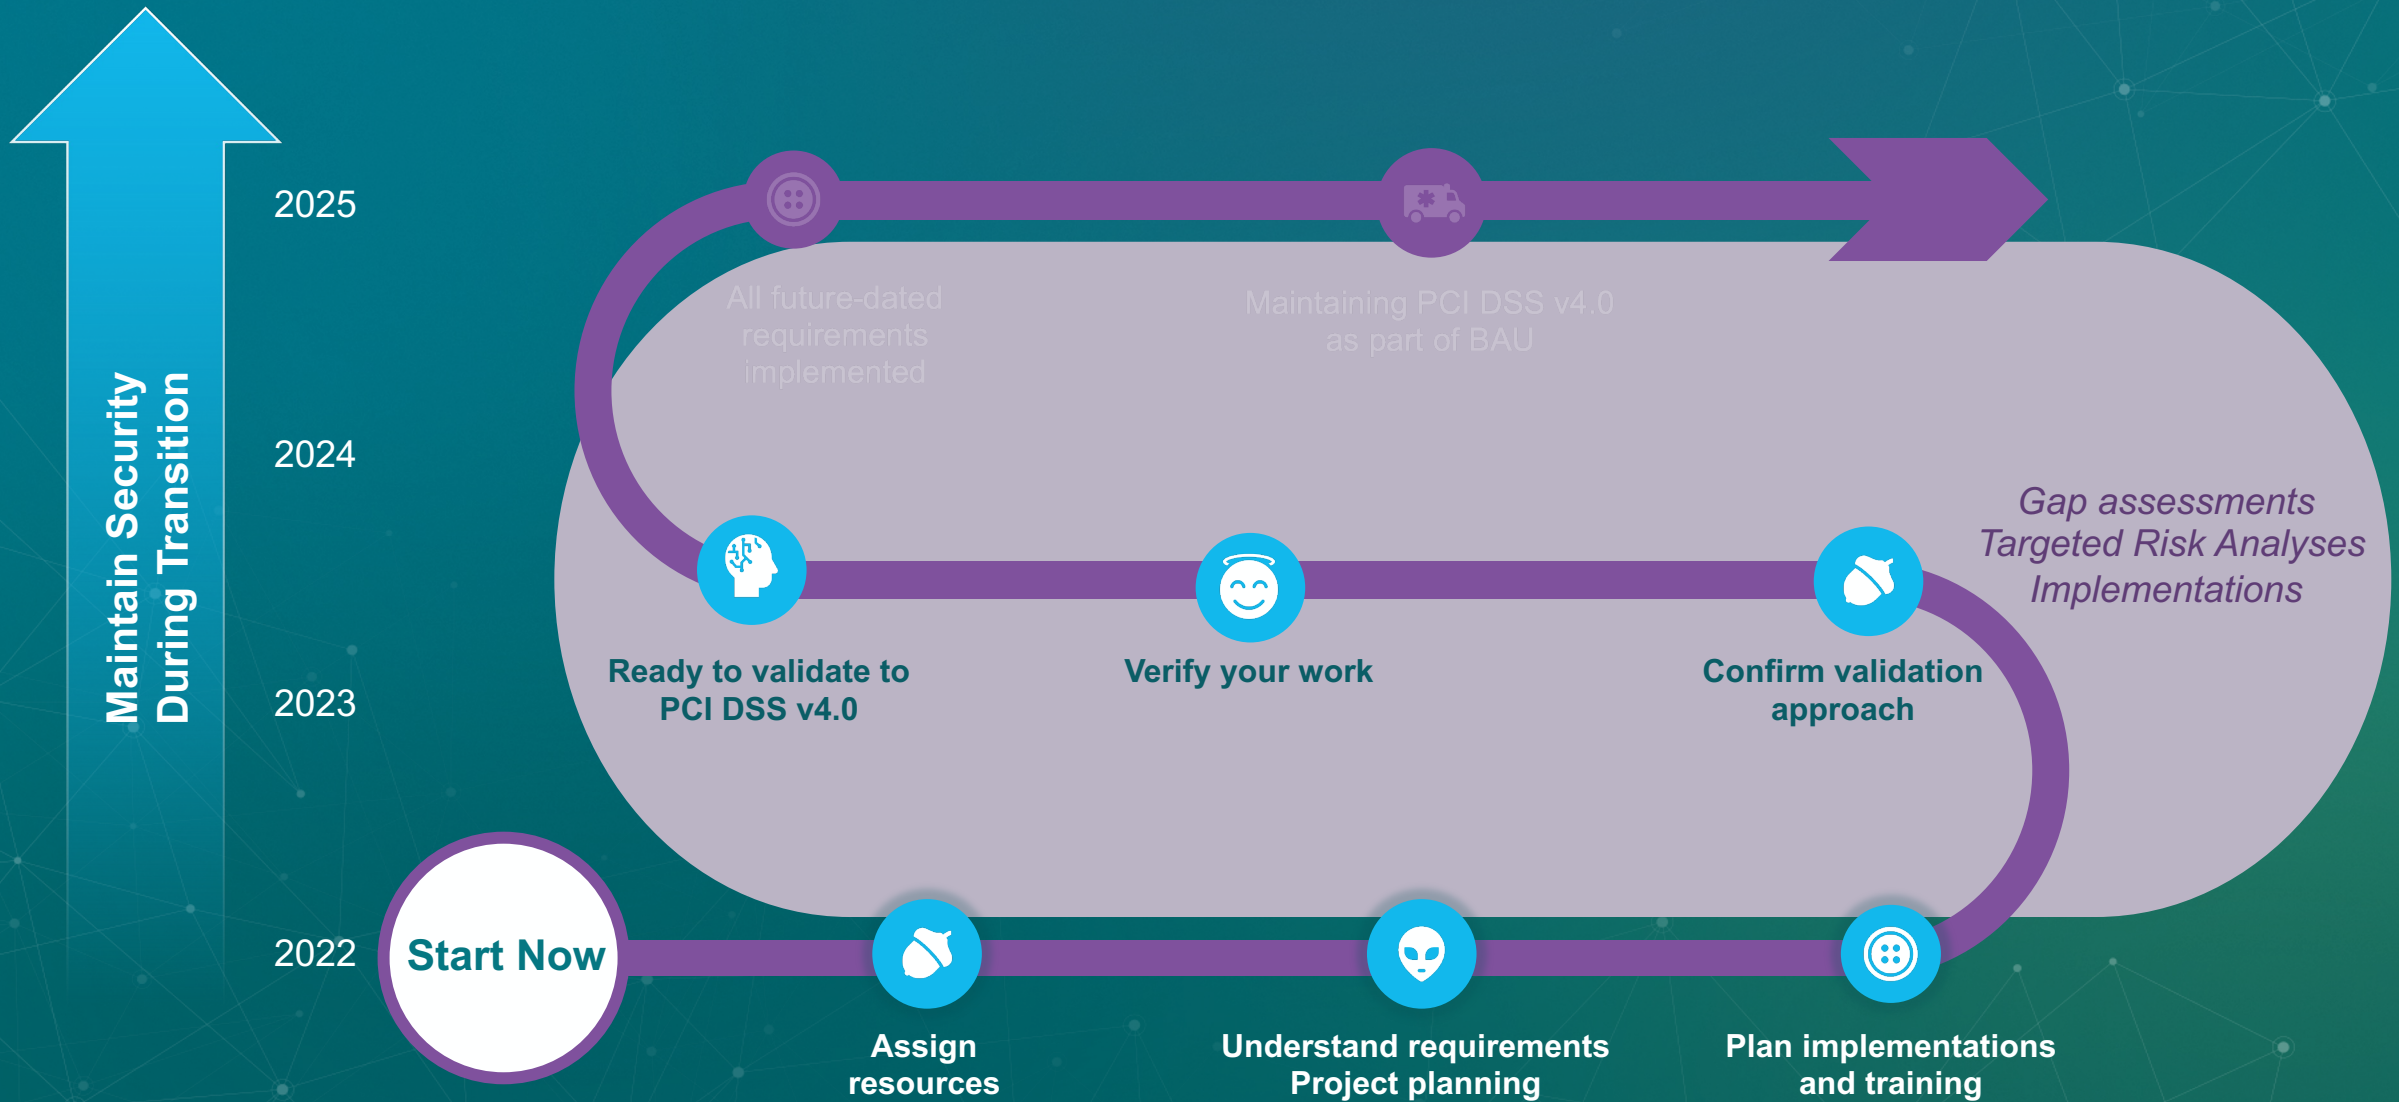 Maintain Security
During Transition
2025
All future-dated
requirements
implemented
Maintaining PCI DSS v4.0
as part of BAU
2024
Gap assessments
Targeted Risk Analyses
Implementations
2023
Ready to validate to
PCI DSS v4.0
Verify your work
Confirm validation
approach
2022
Start Now
Assign
resources
Understand requirements
Project planning
Plan implementations
and training